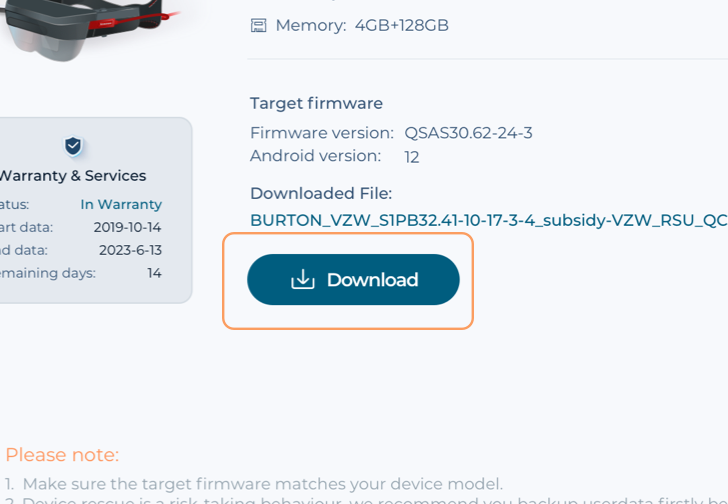 Memory: 4GB+128GB
Target firmware
Firmware version: QSAS30.62-24-3
Android version: 12
Downloaded File:
BURTON_VZW_S1PB32.41-10-17-3-4_subsidy-VZW_RSU_QC
Download
Warranty & Services
atus: In Warranty
art data: 2019-10-14
d data: 2023-6-13
emaining days: 14
Please note:
1. Make sure the target firmware matches your device model.
2. Device rescue is a risk-taking behaviour, we recommend you backup userdata firstly be